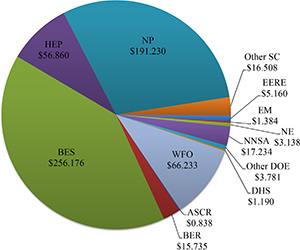 NP
$191.230
HEP
$56.860
Other SC
$16.508
EERE
$5.160
EM
$1.384
NE
$3.138
NNSA
$17.234
Other DOE
$3.781
DHS
$1.190
WFO
$66.233
BES
$256.176
ASCR
$0.838
BER
$15.735